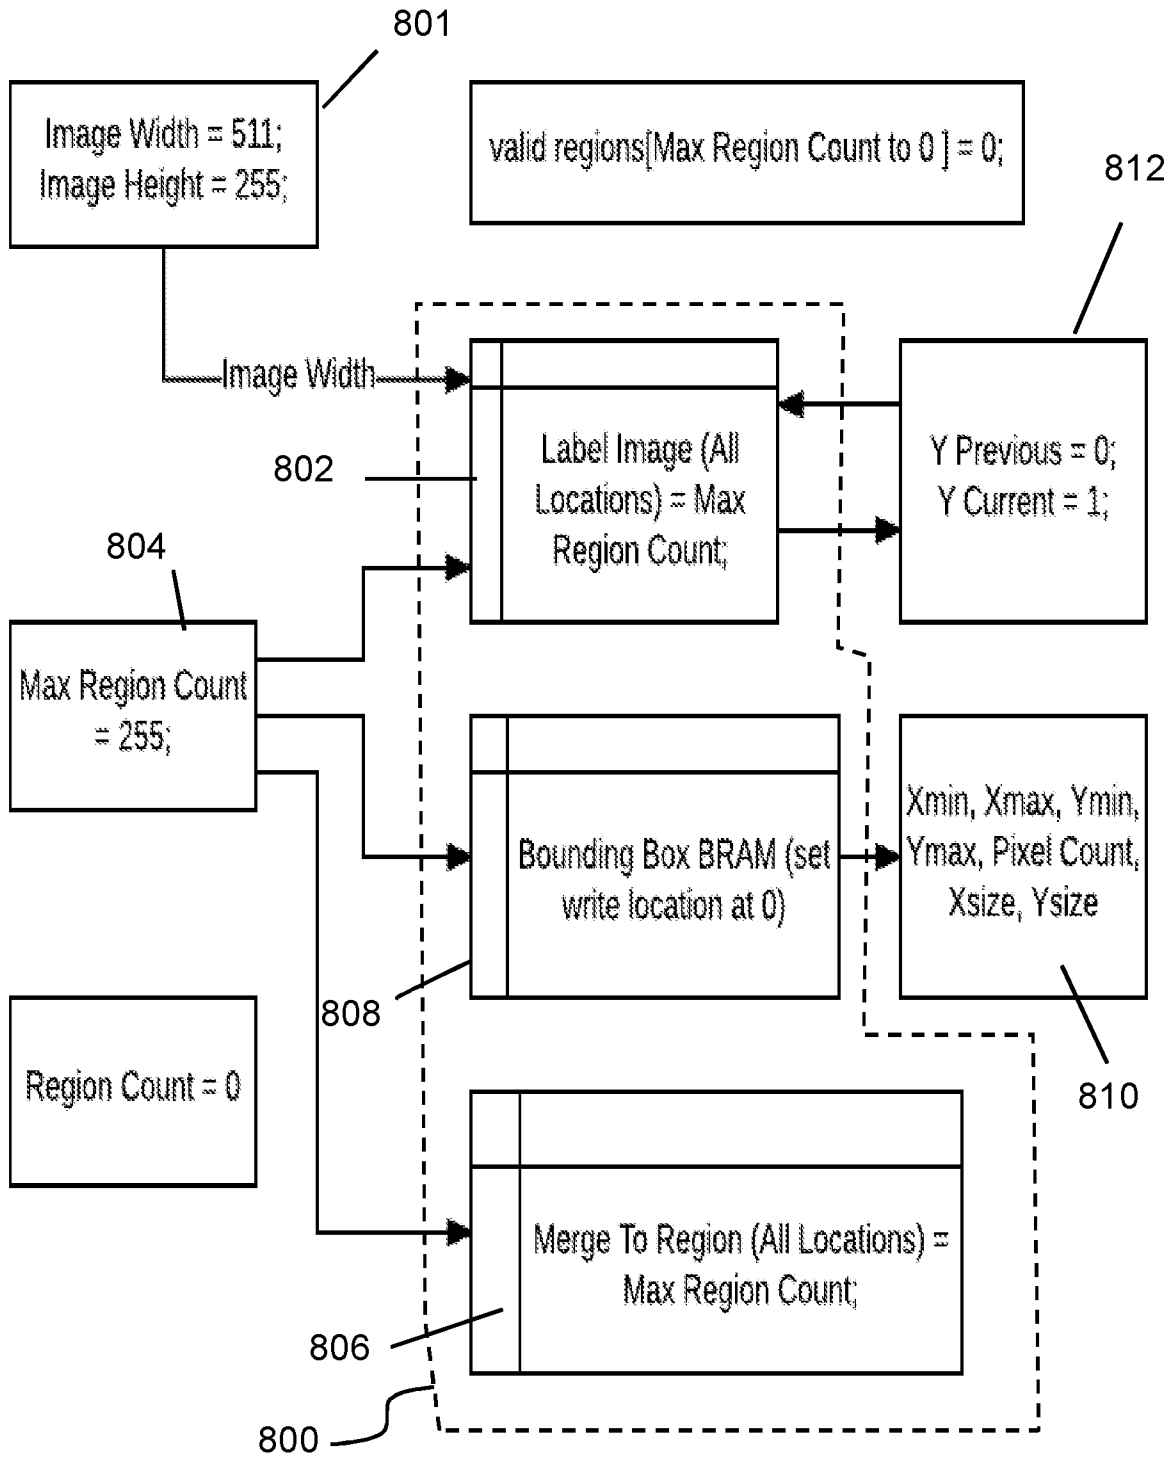 801
Image Width = 511;
Image Height = 255;
valid regions[Max Region Count to 0 ] = 0;
812
Image Width
802
Label Image (All
Locations) = Max
Region Count;
Y Previous = 0;
Y Current = 1;
804
Max Region Count
= 255;
Bounding Box BRAM (set
write location at 0)
Xmin, Xmax, Ymin,
Ymax, Pixel Count,
Xsize, Ysize
808
Region Count = 0
810
Merge To Region (All Locations) =
Max Region Count;
806
800